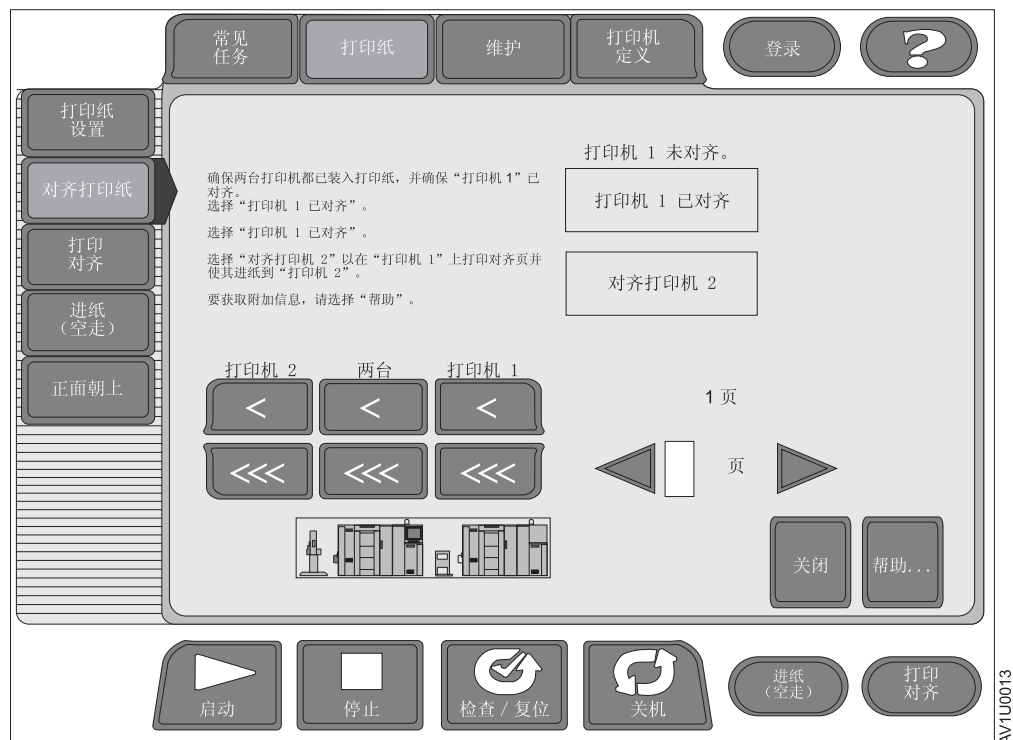 常见
任务
打印纸
维护
打印机
定义
登录
?
打印纸
设置
对齐打印纸
打印
对齐
进纸
（空走）
正面朝上
打印机 1 未对齐。
确保两台打印机都已装入打印纸，并确保“打印机 1”已
对齐。
选择“打印机 1 已对齐”。
选择“打印机 1 已对齐”。
选择“对齐打印机 2”以在“打印机 1”上打印对齐页并
使其进纸到“打印机 2”。
要获取附加信息，请选择“帮助”。
打印机 1 已对齐
对齐打印机 2
打印机 2 两台 打印机 1
< < <
<<< <<< <<<
1 页
页
关闭
帮助...
启动
停止
检查 / 复位
关机
进纸
（空走）
打印
对齐
AV1U0013